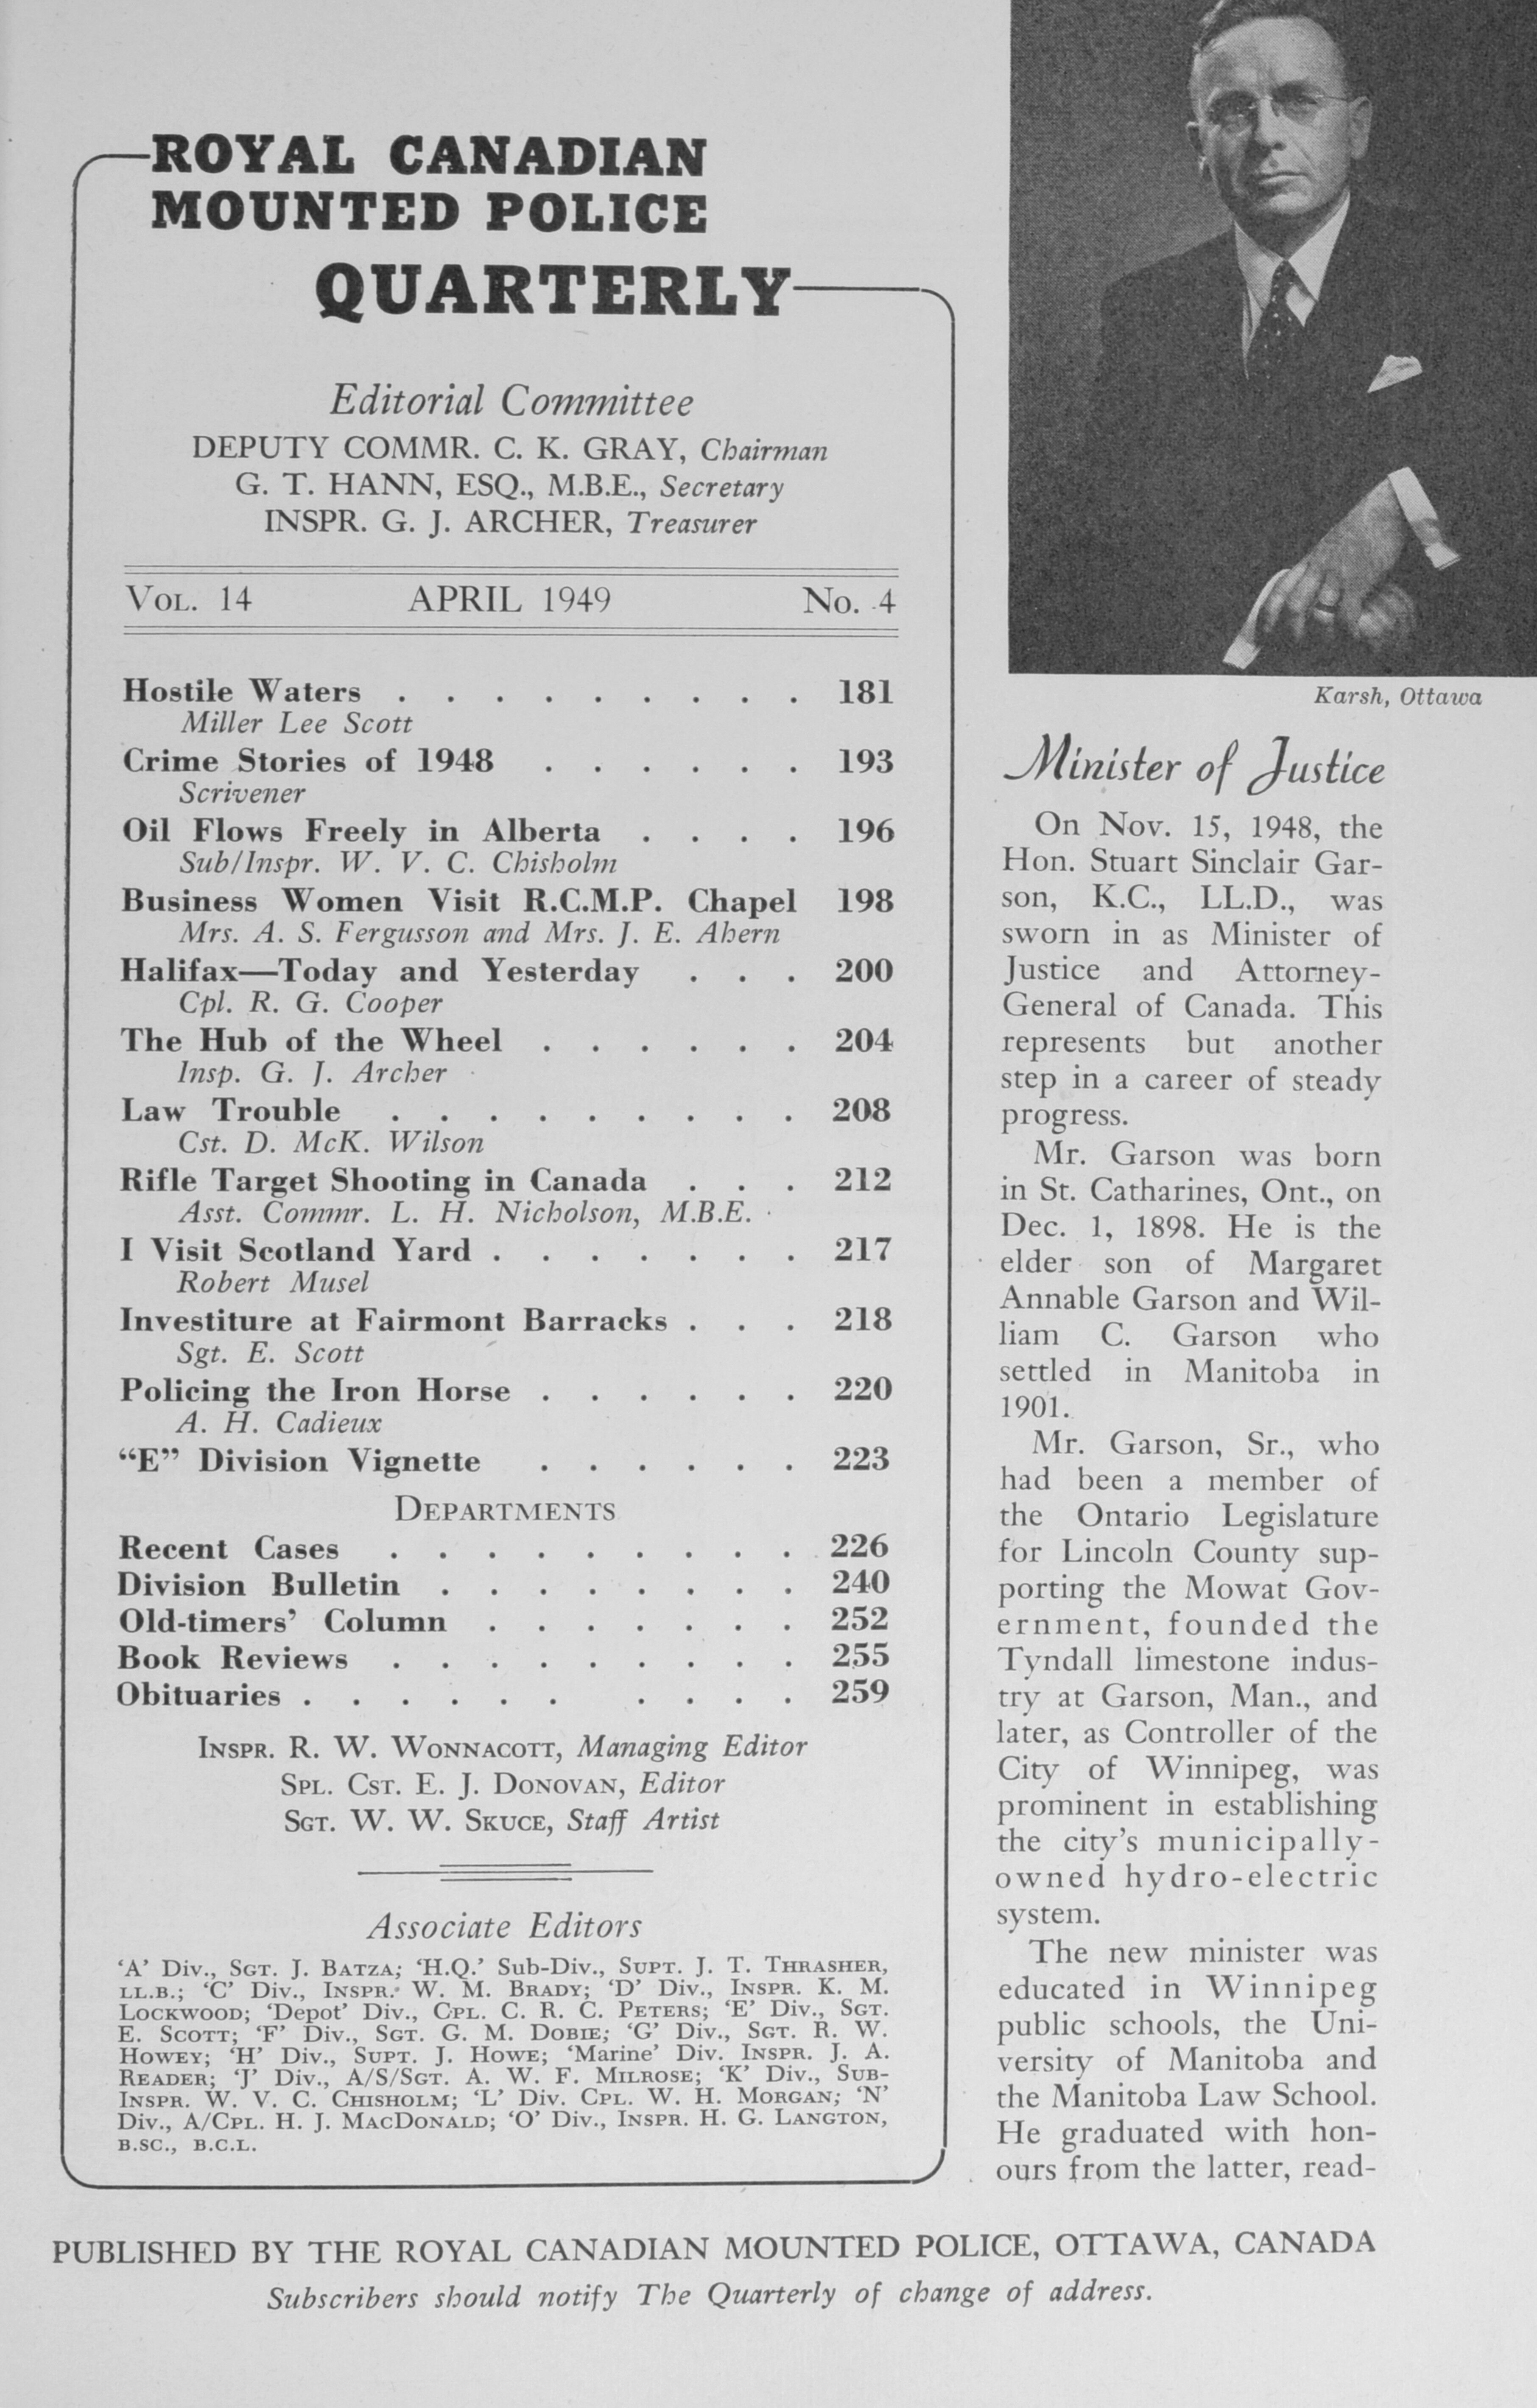 ROYAL CANADIAN
MOUNTED POLICE
QUARTERLY
Editorial Committee
DEPUTY COMMR. C. K. GRAY, Chairman
G. T. HANN, ESQ., M.B.E., Secretary
INSPR. G. J. ARCHER, Treasurer
VOL. 14 APRIL 1949 No. 4
Hostile Waters . . . . . . . . . 181
Miller Lee Scott
Crime Stories of 1948 . . . . . . 193
Scrivener
Oil Flows Freely in Alberta . . . . 196
Sub/Inspr. W. V. C. Chisholm
Business Women Visit R.C.M.P. Chapel 198
Mrs. A. S. Fergusson and Mrs. J. E. Ahern
Halifax—Today and Yesterday . . . 200
Cpl. R. G. Cooper
The Hub of the Wheel . . . . . . 204
Insp. G. J. Archer
Law Trouble . . . . . . . . . 208
Cst. D. McK. Wilson
Rifle Target Shooting in Canada . . . 212
Asst. Commr. L. H. Nicholson, M.B.E.
I Visit Scotland Yard . . . . . . . 217
Robert Musel
Investiture at Fairmont Barracks . . . 218
Sgt. E. Scott
Policing the Iron Horse . . . . . . 220
A. H. Cadieux
“E” Division Vignette . . . . . . 223
DEPARTMENTS
Recent Cases . . . . . . . . . 226
Division Bulletin . . . . . . . . 240
Old-timers’ Column . . . . . . . 252
Book Reviews . . . . . . . . . 255
Obituaries . . . . . . . . . . 259
INSPR. R. W. WONNACOTT, Managing Editor
SPL. CST. E. J. DONOVAN, Editor
SGT. W. W. SKUCE, Staff Artist
Associate Editors
‘A’ Div., SGT. J. BATZA; ‘H.Q.’ Sub-Div., SUPT. J. T. THRASHER,
LL.B.; ‘C’ Div., INSPR. W. M. BRADY; ‘D’ Div., INSPR. K. M.
LOCKWOOD; ‘Depot’ Div., CPL. C. R. C. PETERS; ‘E’ Div., SGT.
E. SCOTT; ‘F’ Div., SGT. G. M. DOBIE; ‘G’ Div., SGT. R. W.
HOWEY; ‘H’ Div., SUPT. J. HOWE; ‘Marine’ Div. INSPR. J. A.
READER; ‘J’ Div., A/S/SGT. A. W. F. MILROSE; ‘K’ Div., SUB-
INSPR. W. V. C. CHISHOLM; ‘L’ Div. CPL. W. H. MORGAN; ‘N’
Div., A/CPL. H. J. MACDONALD; ‘O’ Div., INSPR. H. G. LANGTON,
B.SC., B.C.L.
Karsh, Ottawa
Minister of Justice
On Nov. 15, 1948, the
Hon. Stuart Sinclair Gar-
son, K.C., LL.D., was
sworn in as Minister of
Justice and Attorney-
General of Canada. This
represents but another
step in a career of steady
progress.
Mr. Garson was born
in St. Catharines, Ont., on
Dec. 1, 1898. He is the
elder son of Margaret
Annable Garson and Wil-
liam C. Garson who
settled in Manitoba in
1901.
Mr. Garson, Sr., who
had been a member of
the Ontario Legislature
for Lincoln County sup-
porting the Mowat Gov-
ernment, founded the
Tyndall limestone indus-
try at Garson, Man., and
later, as Controller of the
City of Winnipeg, was
prominent in establishing
the city’s municipally-
owned hydro-electric
system.
The new minister was
educated in Winnipeg
public schools, the Uni-
versity of Manitoba and
the Manitoba Law School.
He graduated with hon-
ours from the latter, read-
PUBLISHED BY THE ROYAL CANADIAN MOUNTED POLICE, OTTAWA, CANADA
Subscribers should notify The Quarterly of change of address.